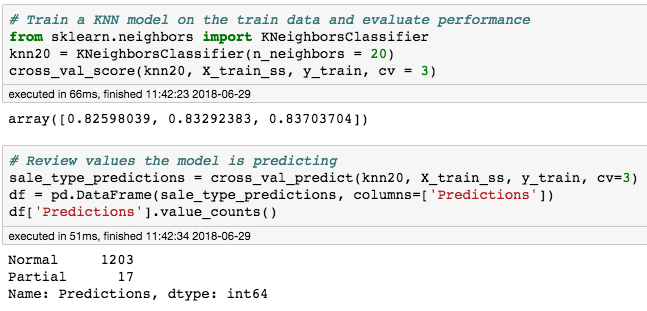 # Train a KNN model on the train data and evaluate performance
from sklearn.neighbors import KNeighborsClassifier
knn20 = KNeighborsClassifier(n_neighbors = 20)
cross_val_score(knn20, X_train_ss, y_train, cv = 3)
executed in 66ms, finished 11:42:23 2018-06-29
array([0.82598039, 0.83292383, 0.83703704])
# Review values the model is predicting
sale_type_predictions = cross_val_predict(knn20, X_train_ss, y_train, cv=3)
df = pd.DataFrame(sale_type_predictions, columns=['Predictions'])
df['Predictions'].value_counts()
executed in 51ms, finished 11:42:34 2018-06-29
Normal     1203
Partial      17
Name: Predictions, dtype: int64